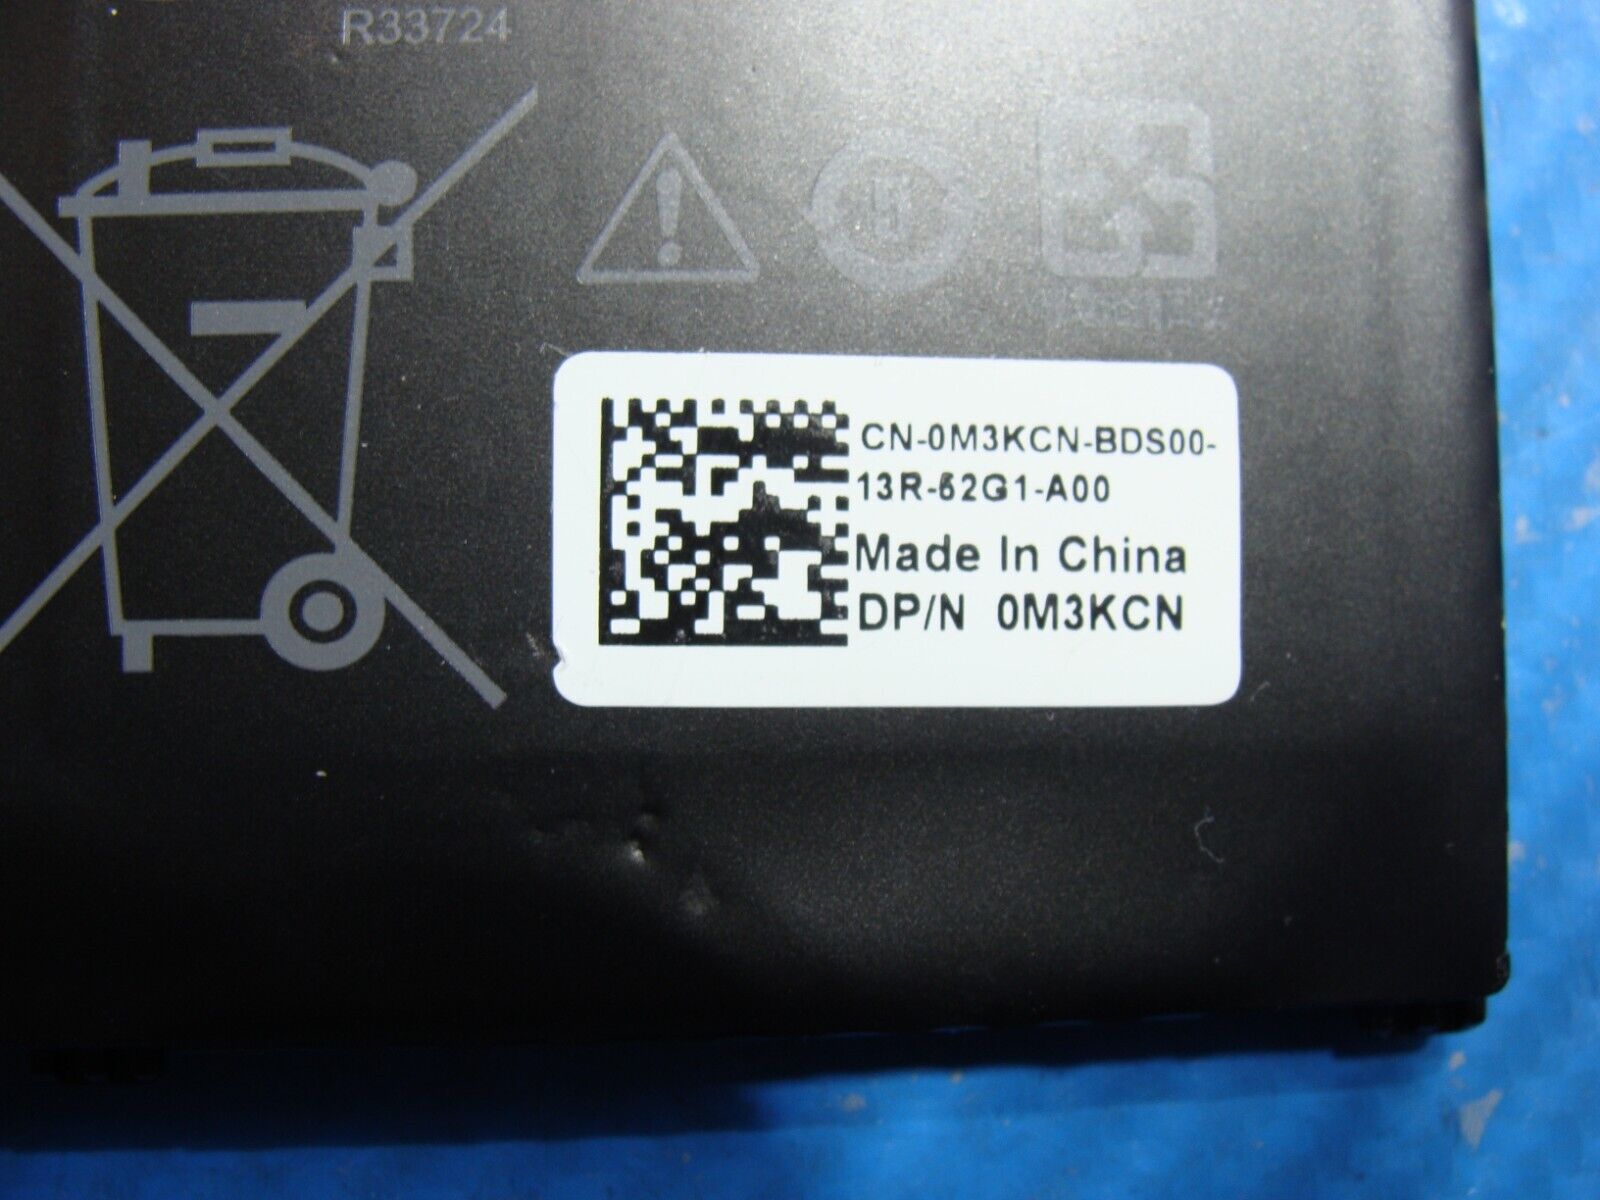 R33724
CN-0M3KCN-BDS00-
13R-62G1-A00
Made In China
DP/N 0M3KCN